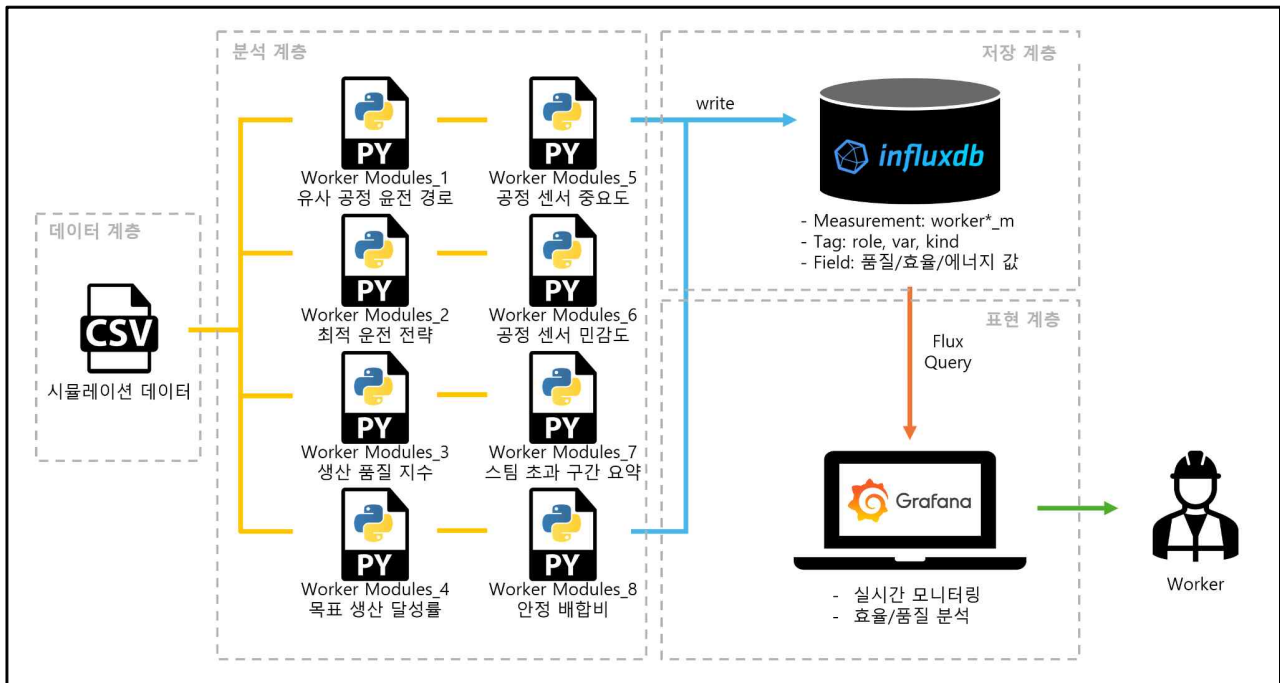 분석 계층
저장 계층
PY
PY
write
influxdb
Worker Modules_1
유사 공정 운전 경로
Worker Modules_5
공정 센서 중요도
- Measurement: worker*_m
- Tag: role, var, kind
- Field: 품질/효율/에너지 값
데이터 계층
CSV
시뮬레이션 데이터
PY
PY
Worker Modules_2
최적 운전 전략
Worker Modules_6
공정 센서 민감도
표현 계층
Flux
Query
PY
PY
Worker Modules_3
생산 품질 지수
Worker Modules_7
스팀 초과 구간 요약
Grafana
PY
PY
Worker Modules_4
목표 생산 달성률
Worker Modules_8
안정 배합비
- 실시간 모니터링
- 효율/품질 분석
Worker